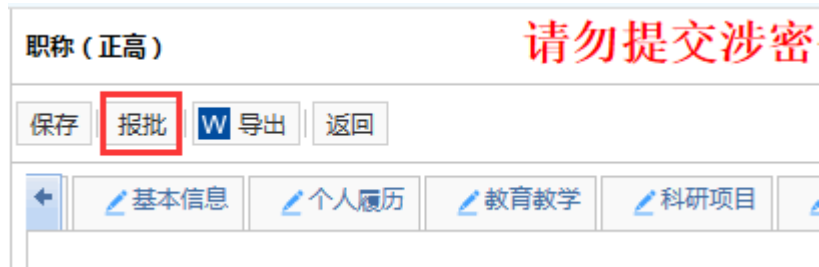 职称（正高） 请勿提交涉密
保存 报批 W 导出 返回
基本信息 个人履历 教育教学 科研项目